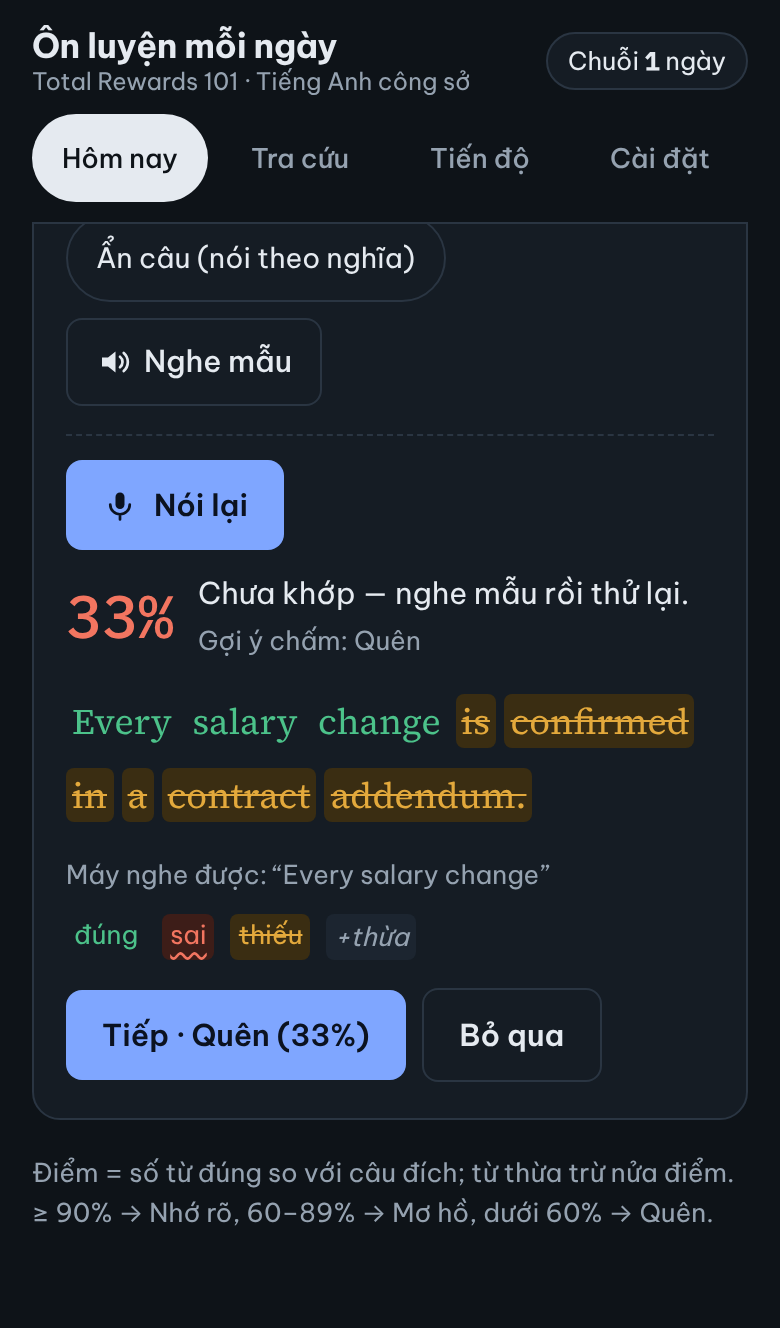 Ôn luyện mỗi ngày
Total Rewards 101 · Tiếng Anh công sở
Chuỗi 1 ngày
Hôm nay
Tra cứu
Tiến độ
Cài đặt
Ẩn câu (nói theo nghĩa)
Nghe mẫu
Nói lại
33%
Chưa khớp — nghe mẫu rồi thử lại.
Gợi ý chấm: Quên
Every salary change is confirmed
in a contract addendum.
Máy nghe được: “Every salary change”
đúng sai thiếu +thừa
Tiếp · Quên (33%)
Bỏ qua
Điểm = số từ đúng so với câu đích; từ thừa trừ nửa điểm.
≥ 90% → Nhớ rõ, 60–89% → Mơ hồ, dưới 60% → Quên.